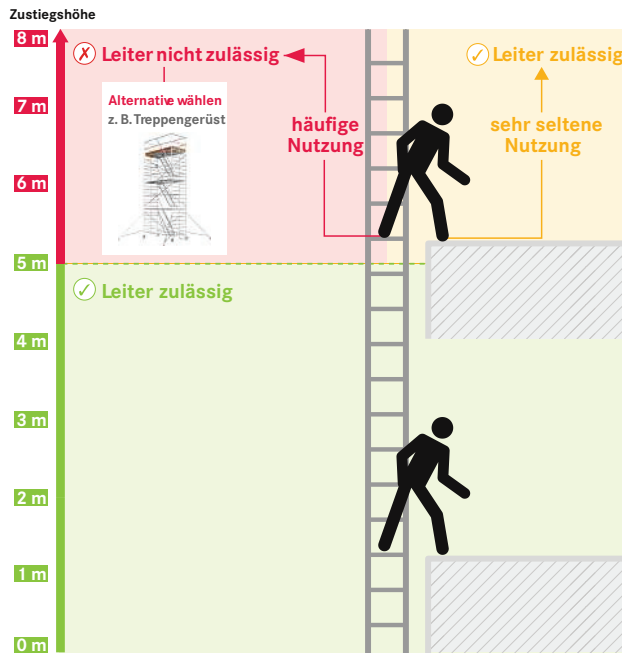 Zustiegshöhe
8 m
✗ Leiter nicht zulässig
✓ Leiter zulässig
Alternative wählen
z. B. Treppengerüst
7 m
häufige
Nutzung
sehr seltene
Nutzung
6 m
5 m
✓ Leiter zulässig
4 m
3 m
2 m
1 m
0 m